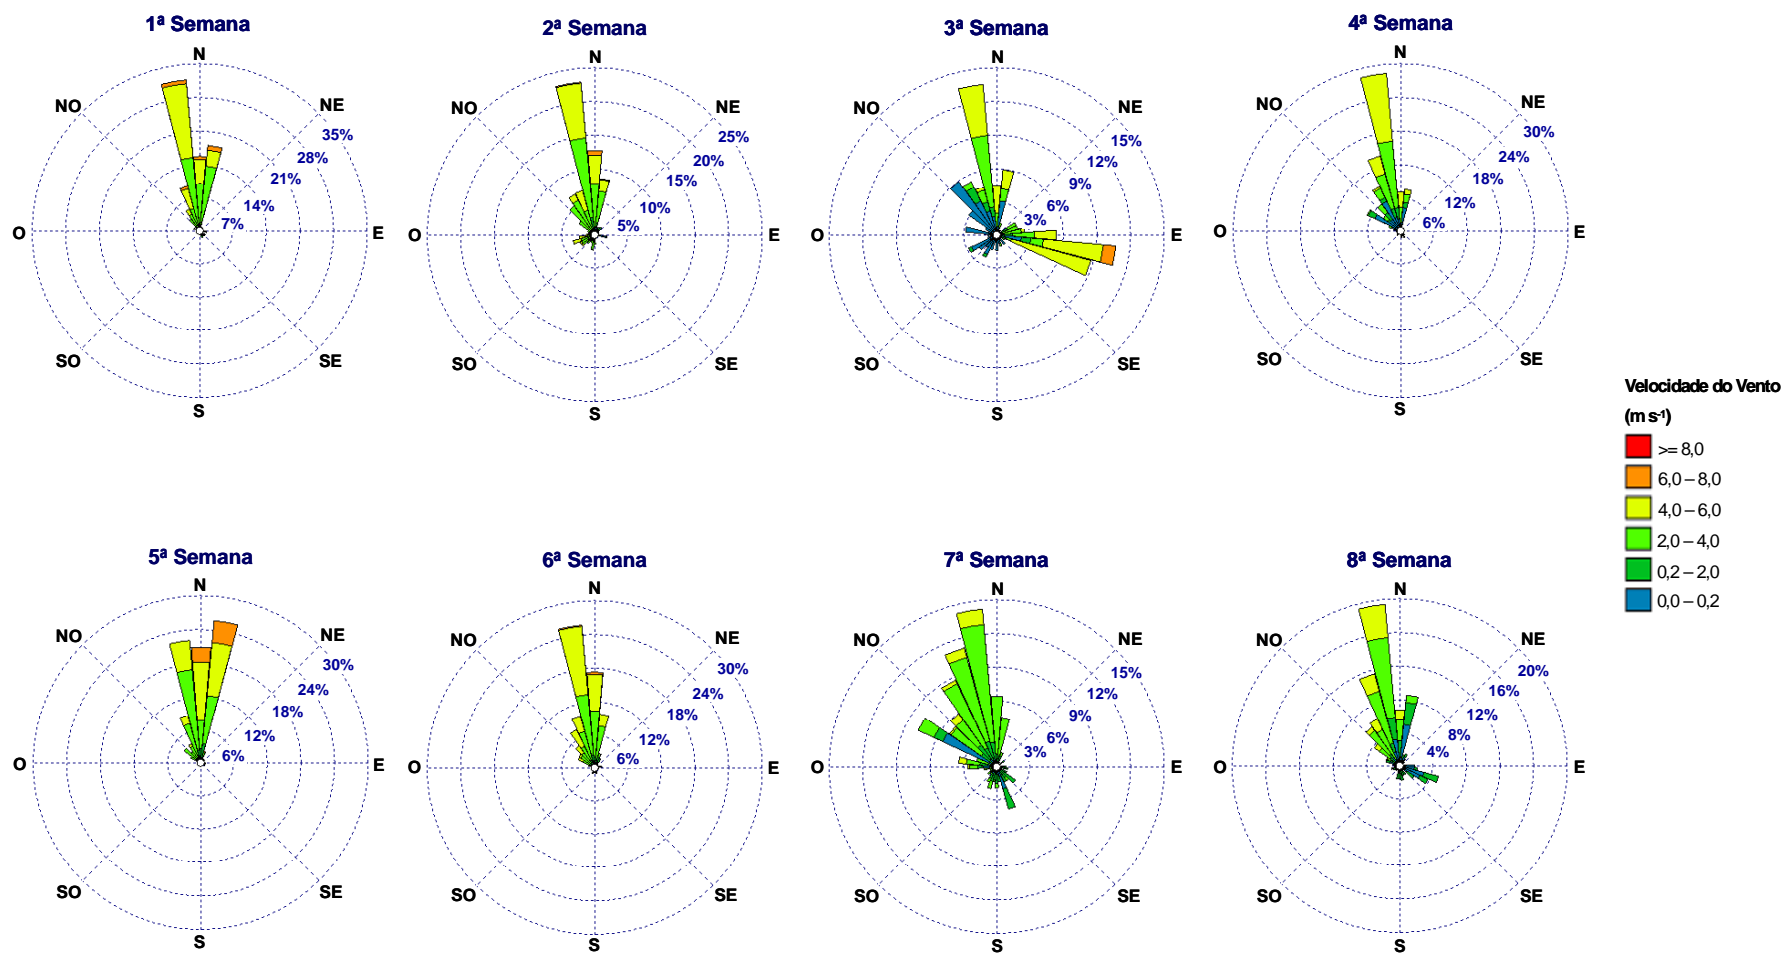 1ª Semana
N
NO
NE
35%
28%
21%
14%
7%
O
E
SO
SE
S
2ª Semana
N
NO
NE
25%
20%
15%
10%
5%
O
E
SO
SE
S
3ª Semana
N
NO
NE
15%
12%
9%
6%
3%
O
E
SO
SE
S
4ª Semana
N
NO
NE
30%
24%
18%
12%
6%
O
E
SO
SE
S
Velocidade do Vento
(m s⁻¹)
>= 8,0
6,0 – 8,0
4,0 – 6,0
2,0 – 4,0
0,2 – 2,0
0,0 – 0,2
5ª Semana
N
NO
NE
30%
24%
18%
12%
6%
O
E
SO
SE
S
6ª Semana
N
NO
NE
30%
24%
18%
12%
6%
O
E
SO
SE
S
7ª Semana
N
NO
NE
15%
12%
9%
6%
3%
O
E
SO
SE
S
8ª Semana
N
NO
NE
20%
16%
12%
8%
4%
O
E
SO
SE
S